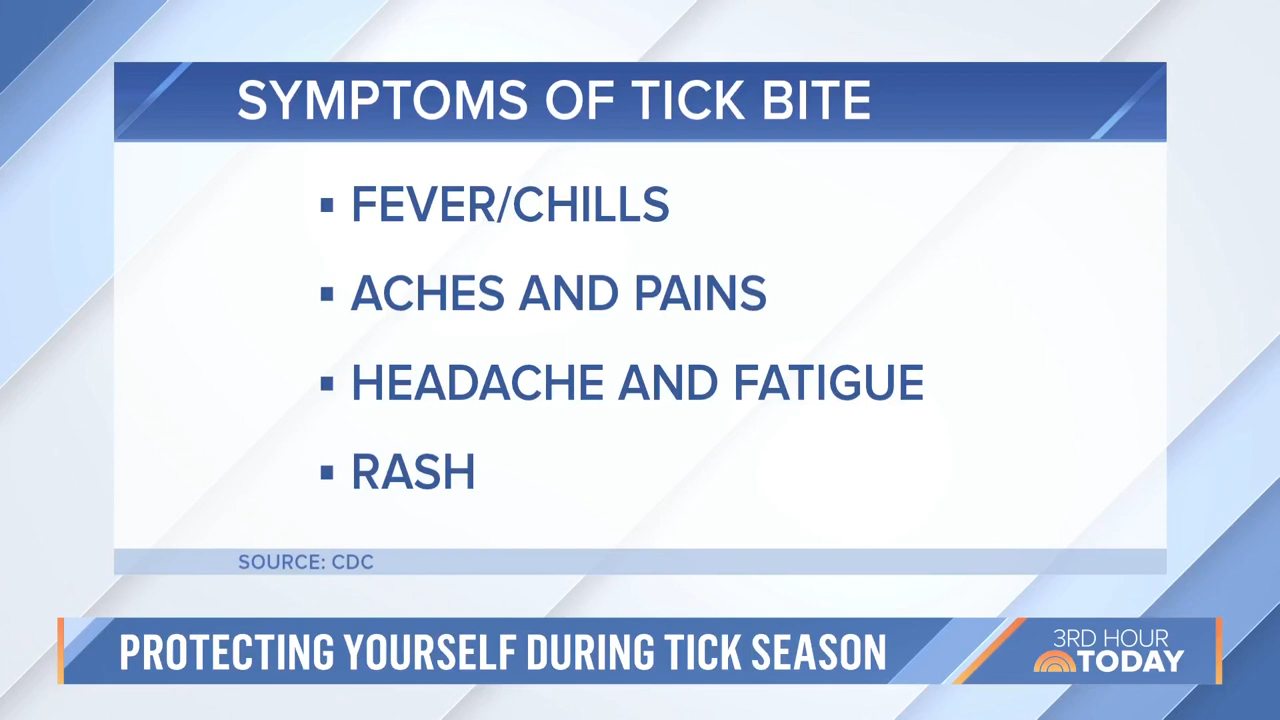 SYMPTOMS OF TICK BITE
▪ FEVER/CHILLS
▪ ACHES AND PAINS
▪ HEADACHE AND FATIGUE
▪ RASH
SOURCE: CDC
PROTECTING YOURSELF DURING TICK SEASON
3RD HOUR
TODAY